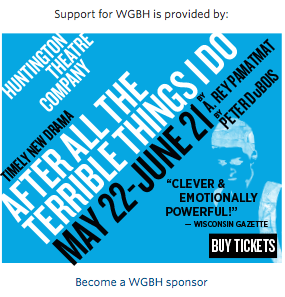 Support for WGBH is provided by:
HUNTINGTON
THEATRE
COMPANY
TIMELY NEW DRAMA
AFTER ALL THE
TERRIBLE THINGS I DO
BY A. REY PAMATMAT
BY PETER DuBOIS
MAY 22-JUNE 21
“CLEVER &
EMOTIONALLY
POWERFUL!”
— WISCONSIN GAZETTE
BUY TICKETS
Become a WGBH sponsor